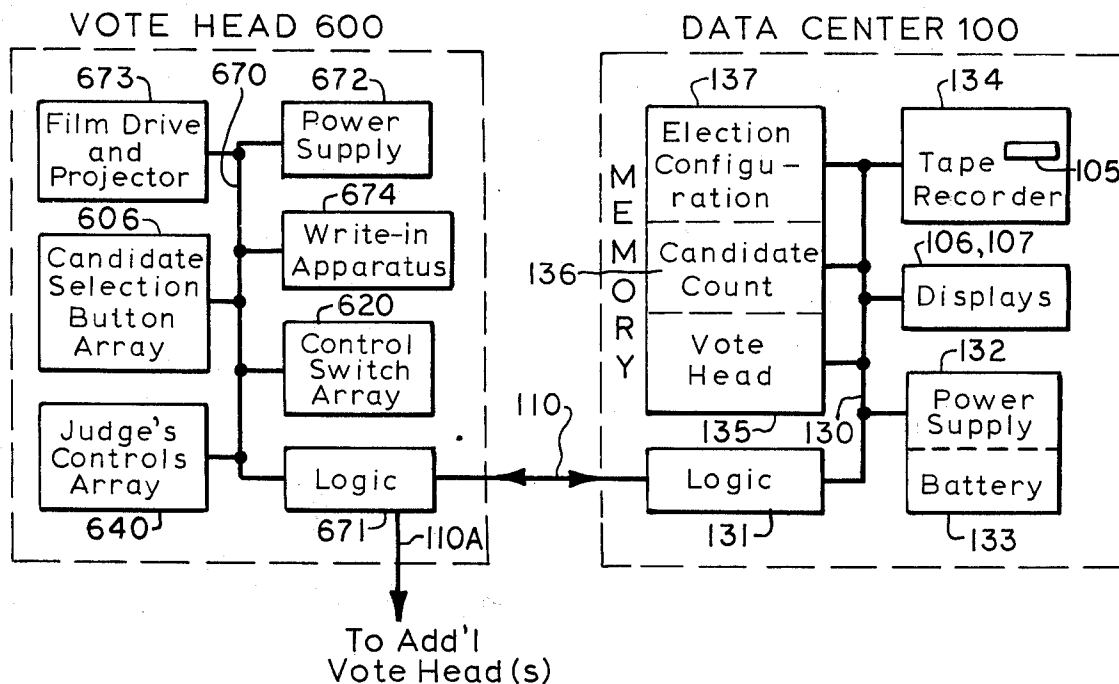 VOTE HEAD 600
673
670
672
Film Drive
and
Projector
Power
Supply
606
674
Candidate
Selection
Button
Array
Write-in
Apparatus
620
Control
Switch
Array
Judge's
Controls
Array
640
Logic
671
110A
110
To Add'l
Vote Head(s)
DATA CENTER 100
137
134
MEMORY
Election
Configu-
ration
136
Candidate
Count
Vote
Head
135
130
Tape
Recorder
105
106,107
Displays
132
Power
Supply
Battery
133
Logic
131